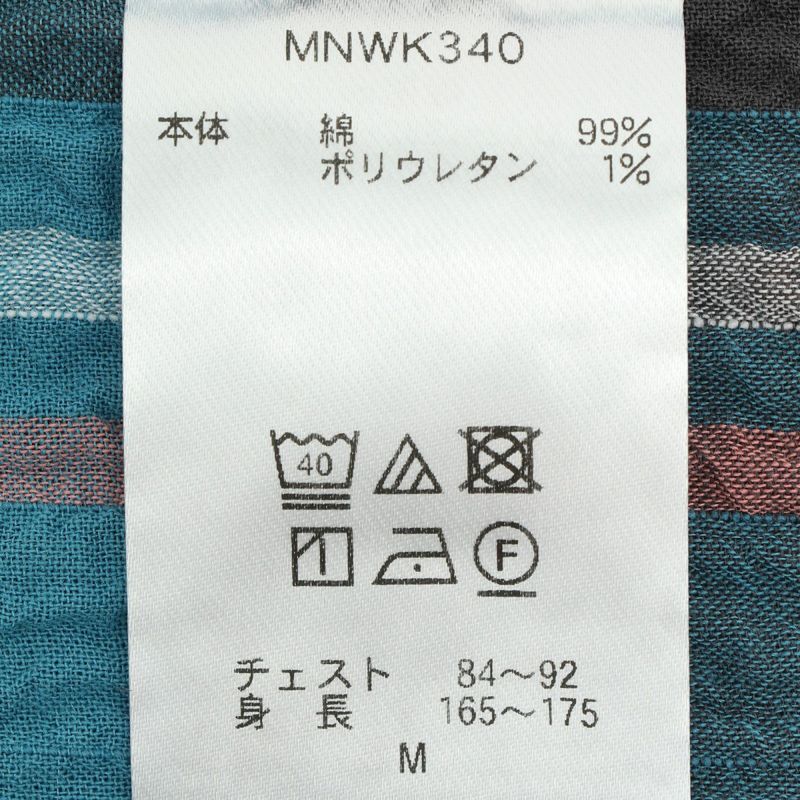 MNWK340
本体 綿 99%
ポリウレタン 1%
40
F
チェスト 84～92
身 長 165～175
M